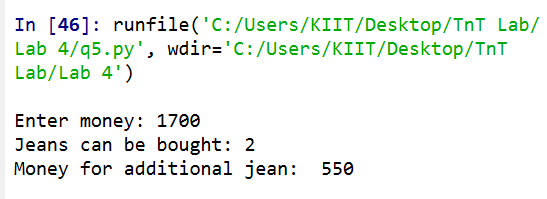 In [46]: runfile('C:/Users/KIIT/Desktop/TnT Lab/
Lab 4/q5.py', wdir='C:/Users/KIIT/Desktop/TnT
Lab/Lab 4')
Enter money: 1700
Jeans can be bought: 2
Money for additional jean:  550